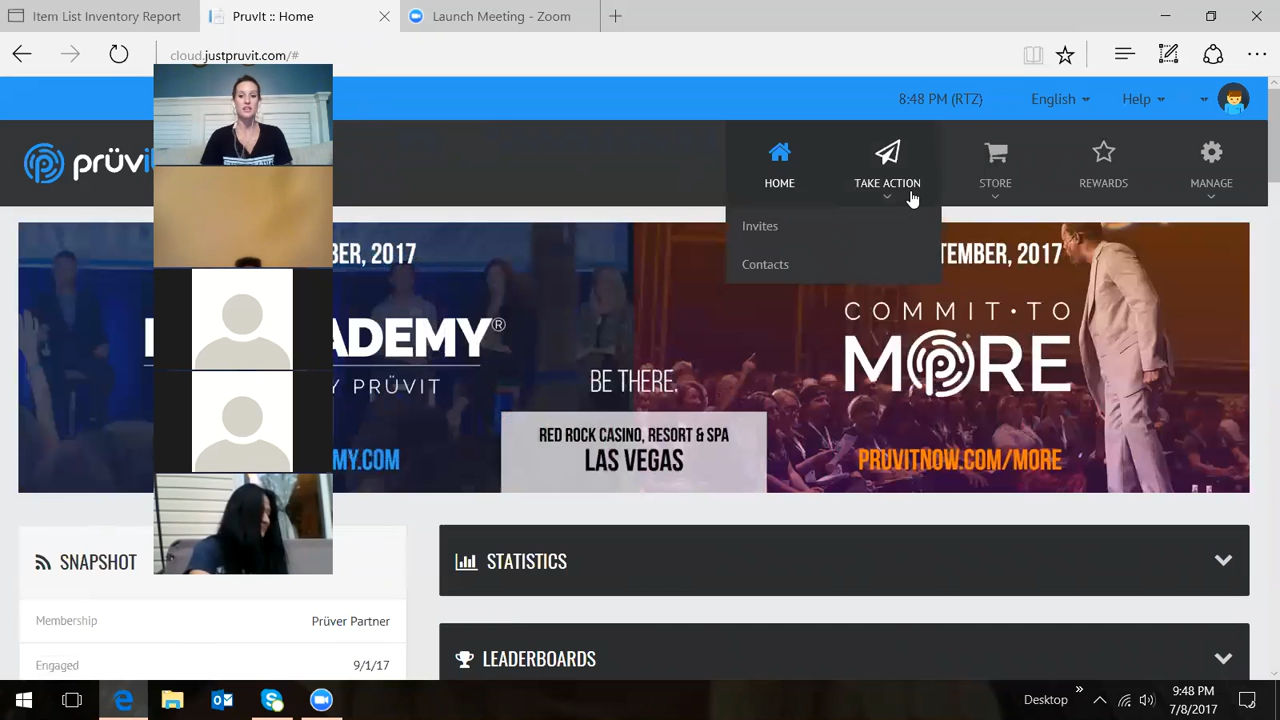 Item List Inventory Report
PruvIt :: Home
Launch Meeting - Zoom
cloud.justpruvit.com/#
8:48 PM (RTZ)
English
Help
prüvi
HOME
TAKE ACTION
STORE
REWARDS
MANAGE
Invites
Contacts
BER, 2017
TEMBER, 2017
ADEMY®
Y PRÜVIT
MY.COM
BE THERE.
RED ROCK CASINO, RESORT & SPA
LAS VEGAS
COMMIT·TO
MORE
PRUVITNOW.COM/MORE
SNAPSHOT
Membership
Prüver Partner
Engaged
9/1/17
STATISTICS
LEADERBOARDS
Desktop
9:48 PM
7/8/2017